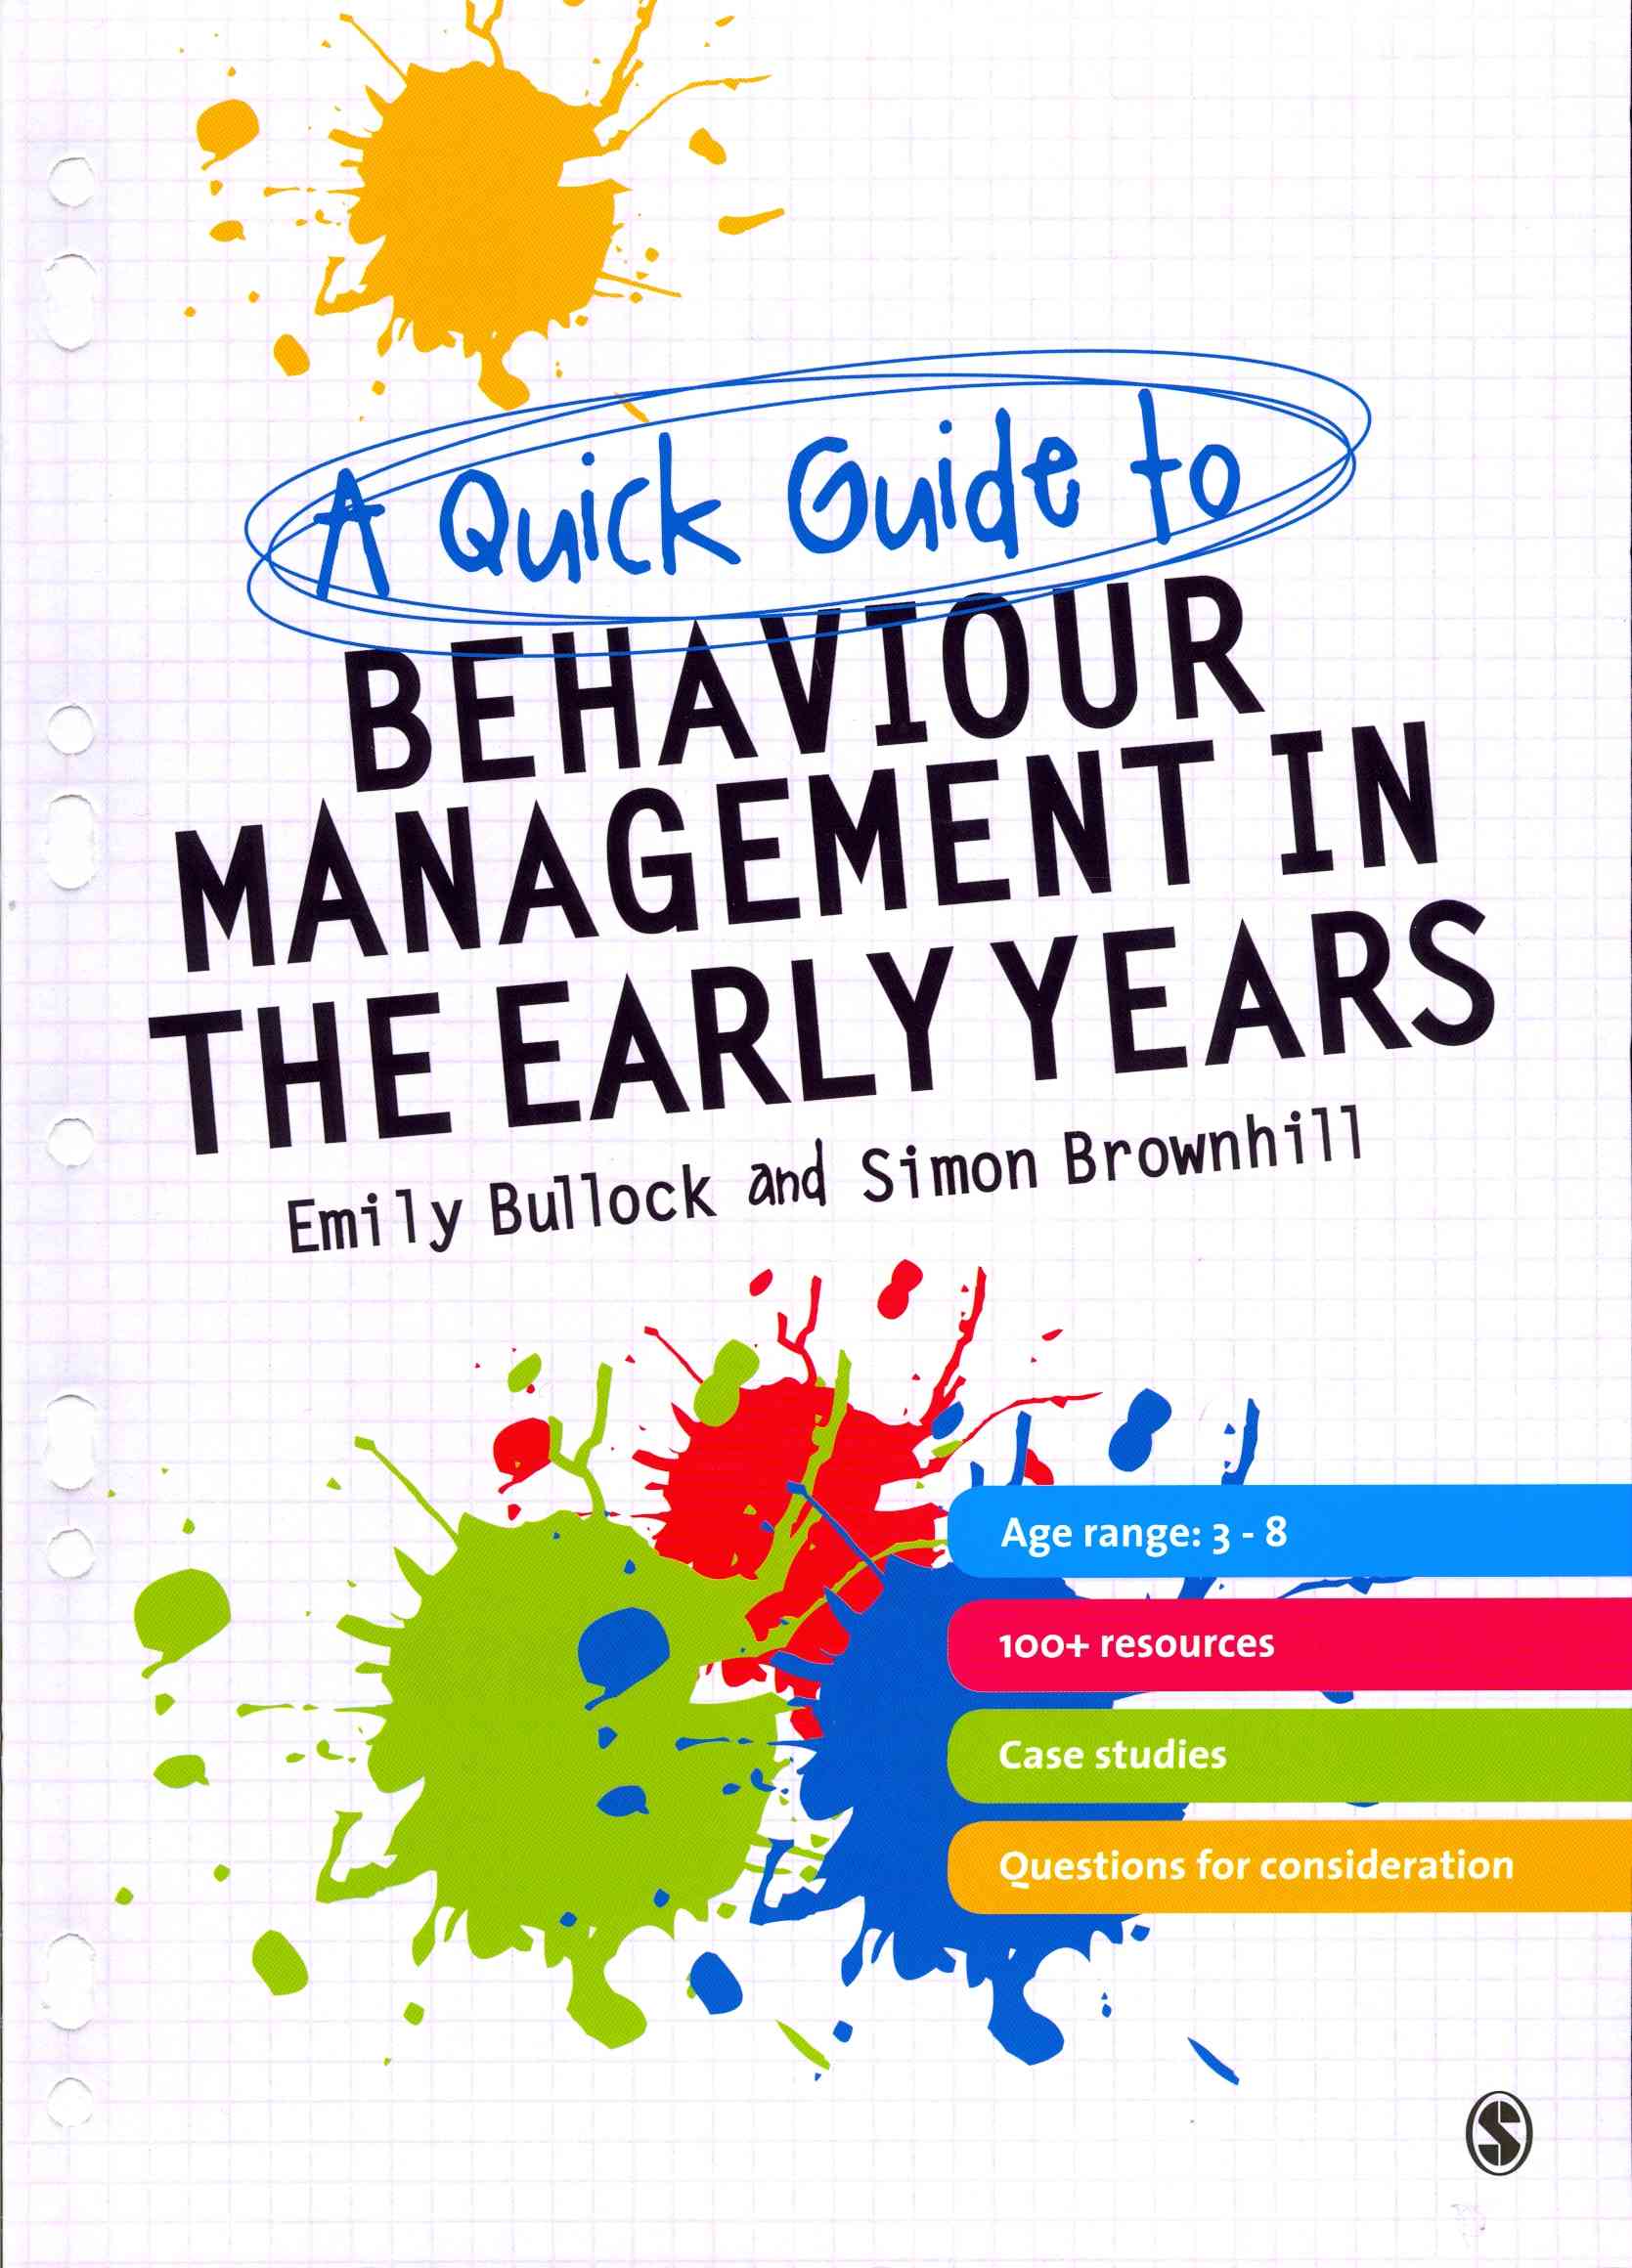 A Quick Guide to
BEHAVIOUR
MANAGEMENT IN
THE EARLY YEARS
Emily Bullock and Simon Brownhill
Age range: 3 - 8
100+ resources
Case studies
Questions for consideration
S